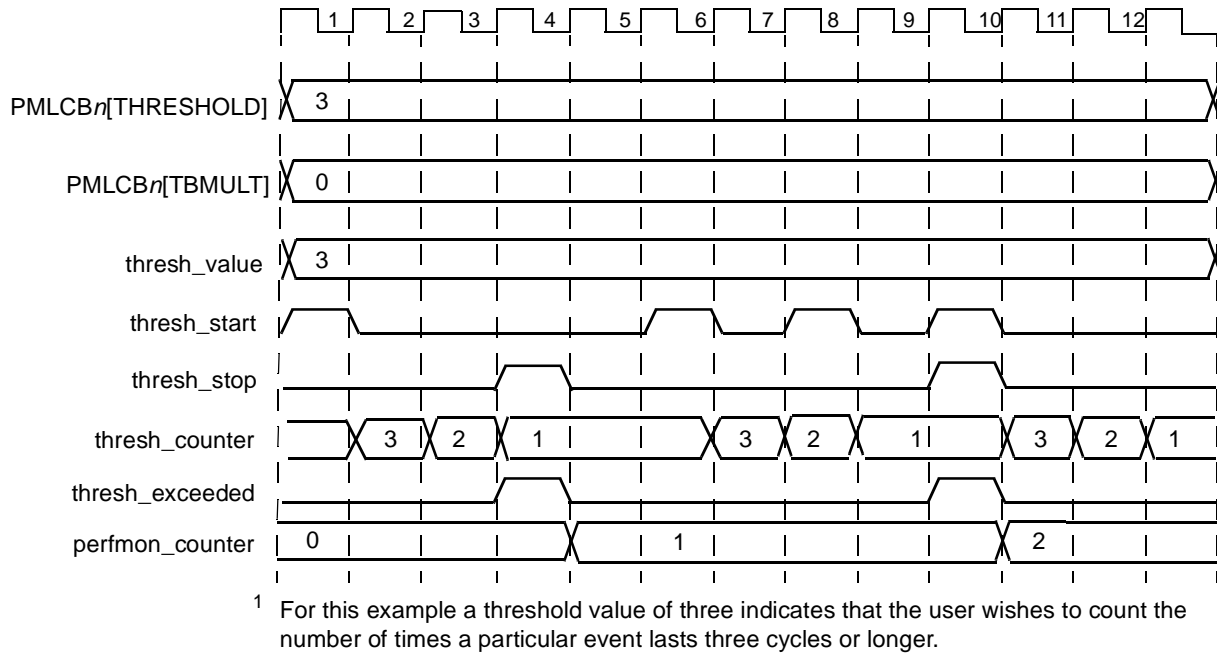 1 2 3 4 5 6 7 8 9 10 11 12
PMLCBn[THRESHOLD] 3
PMLCBn[TBMULT] 0
thresh_value 3
thresh_start
thresh_stop
thresh_counter 3 2 1 3 2 1 3 2 1
thresh_exceeded
perfmon_counter 0 1 2
1 For this example a threshold value of three indicates that the user wishes to count the
number of times a particular event lasts three cycles or longer.